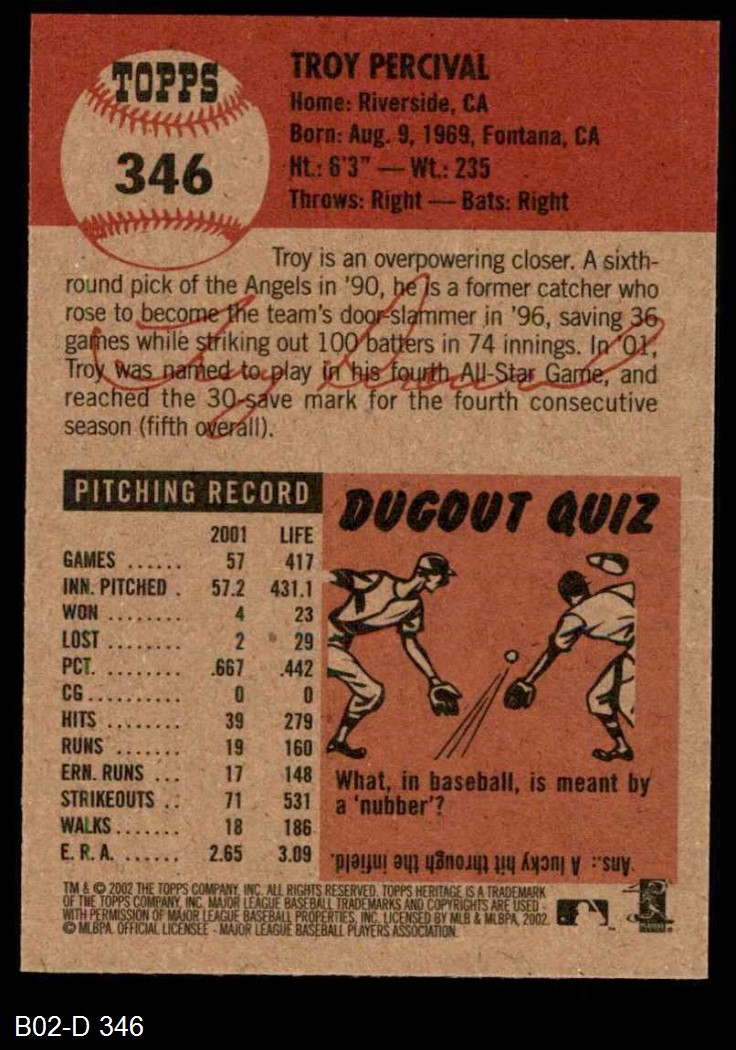 TOPPS
346
TROY PERCIVAL
Home: Riverside, CA
Born: Aug. 9, 1969, Fontana, CA
Ht.: 6'3" — Wt.: 235
Throws: Right — Bats: Right
Troy is an overpowering closer. A sixth-
round pick of the Angels in '90, he is a former catcher who
rose to become the team's door-slammer in '96, saving 36
games while striking out 100 batters in 74 innings. In '01,
Troy was named to play in his fourth All-Star Game, and
reached the 30-save mark for the fourth consecutive
season (fifth overall).
Troy Percival
PITCHING RECORD
2001 LIFE
GAMES ...... 57 417
INN. PITCHED . 57.2 431.1
WON ........ 4 23
LOST ........ 2 29
PCT. ........ .667 .442
CG .......... 0 0
HITS ........ 39 279
RUNS ....... 19 160
ERN. RUNS ... 17 148
STRIKEOUTS .. 71 531
WALKS....... 18 186
E. R. A. ...... 2.65 3.09
DUGOUT QUIZ
What, in baseball, is meant by
a 'nubber'?
Ans.: A lucky hit through the infield.
TM & © 2002 THE TOPPS COMPANY, INC. ALL RIGHTS RESERVED. TOPPS HERITAGE IS A TRADEMARK
OF THE TOPPS COMPANY, INC. MAJOR LEAGUE BASEBALL TRADEMARKS AND COPYRIGHTS ARE USED
WITH PERMISSION OF MAJOR LEAGUE BASEBALL PROPERTIES, INC. LICENSED BY MLB & MLBPA, 2002.
© MLBPA. OFFICIAL LICENSEE - MAJOR LEAGUE BASEBALL PLAYERS ASSOCIATION.
B02-D 346